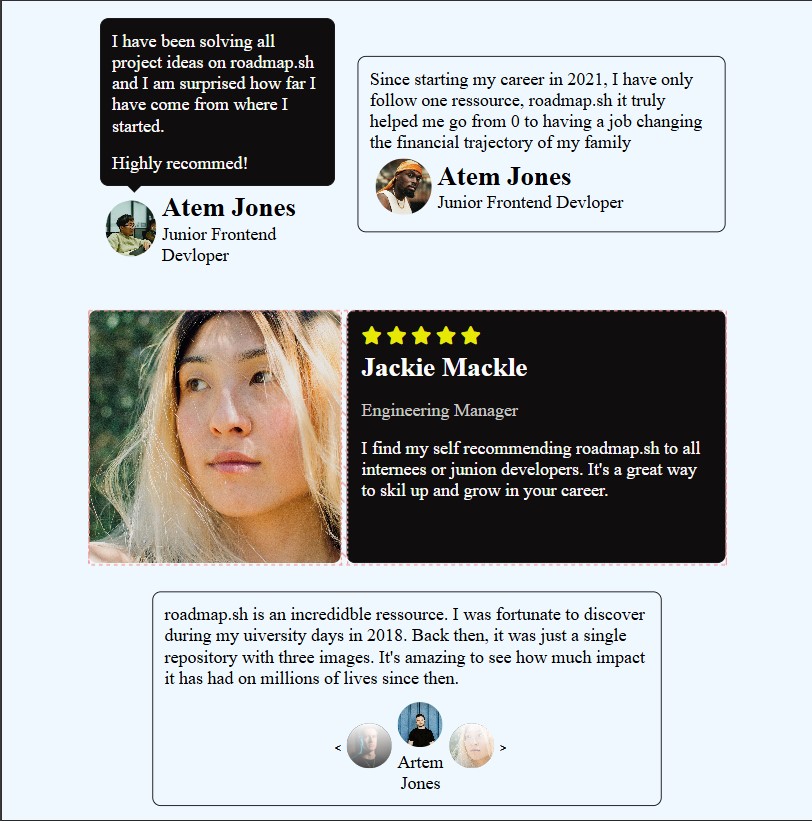 I have been solving all
project ideas on roadmap.sh
and I am surprised how far I
have come from where I
started.
Highly recommed!
Atem Jones
Junior Frontend
Devloper
Since starting my career in 2021, I have only
follow one ressource, roadmap.sh it truly
helped me go from 0 to having a job changing
the financial trajectory of my family
Atem Jones
Junior Frontend Devloper
Jackie Mackle
Engineering Manager
I find my self recommending roadmap.sh to all
internees or junion developers. It's a great way
to skil up and grow in your career.
roadmap.sh is an incredidble ressource. I was fortunate to discover
during my uiversity days in 2018. Back then, it was just a single
repository with three images. It's amazing to see how much impact
it has had on millions of lives since then.
< >
Artem
Jones